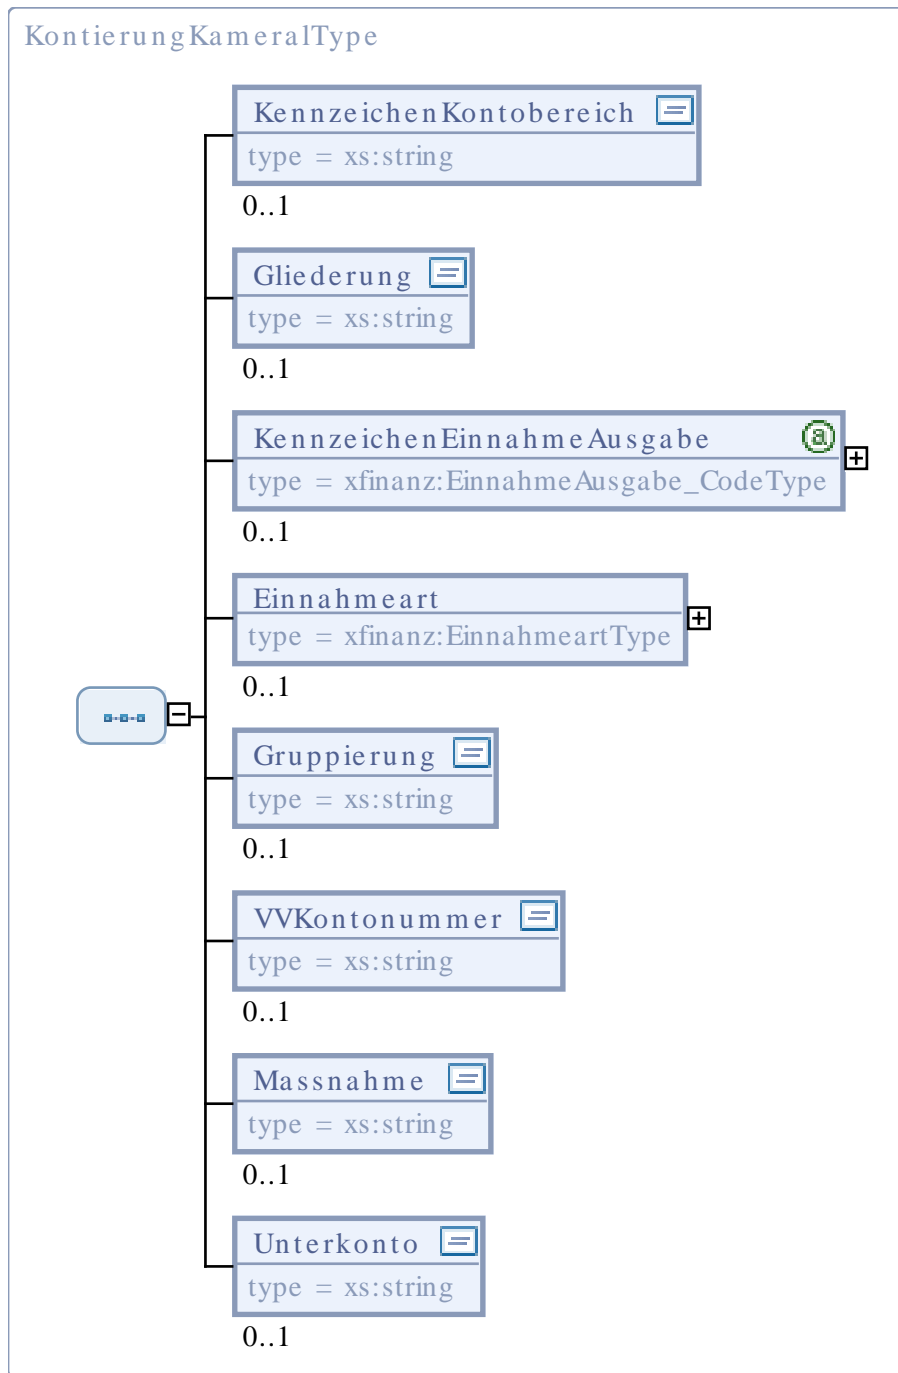 KontierungKameralType
KennzeichenKontobereich
type = xs:string
0..1
Gliederung
type = xs:string
0..1
KennzeichenEinnahmeAusgabe
a
type = xfinanz:EinnahmeAusgabe_CodeType
0..1
Einnahmeart
type = xfinanz:EinnahmeartType
0..1
Gruppierung
type = xs:string
0..1
VVKontonummer
type = xs:string
0..1
Massnahme
type = xs:string
0..1
Unterkonto
type = xs:string
0..1